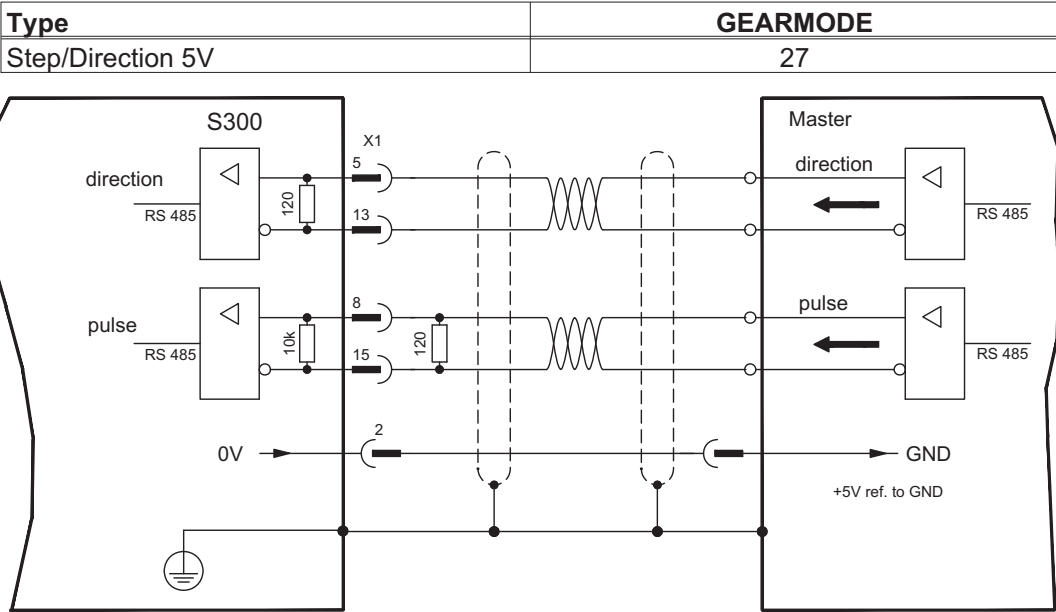 Type GEARMODE
Step/Direction 5V 27
S300 Master
X1
direction 5 direction
120
RS 485 13 RS 485
pulse 8 pulse
10k 120
RS 485 15 RS 485
2
0V GND
+5V ref. to GND